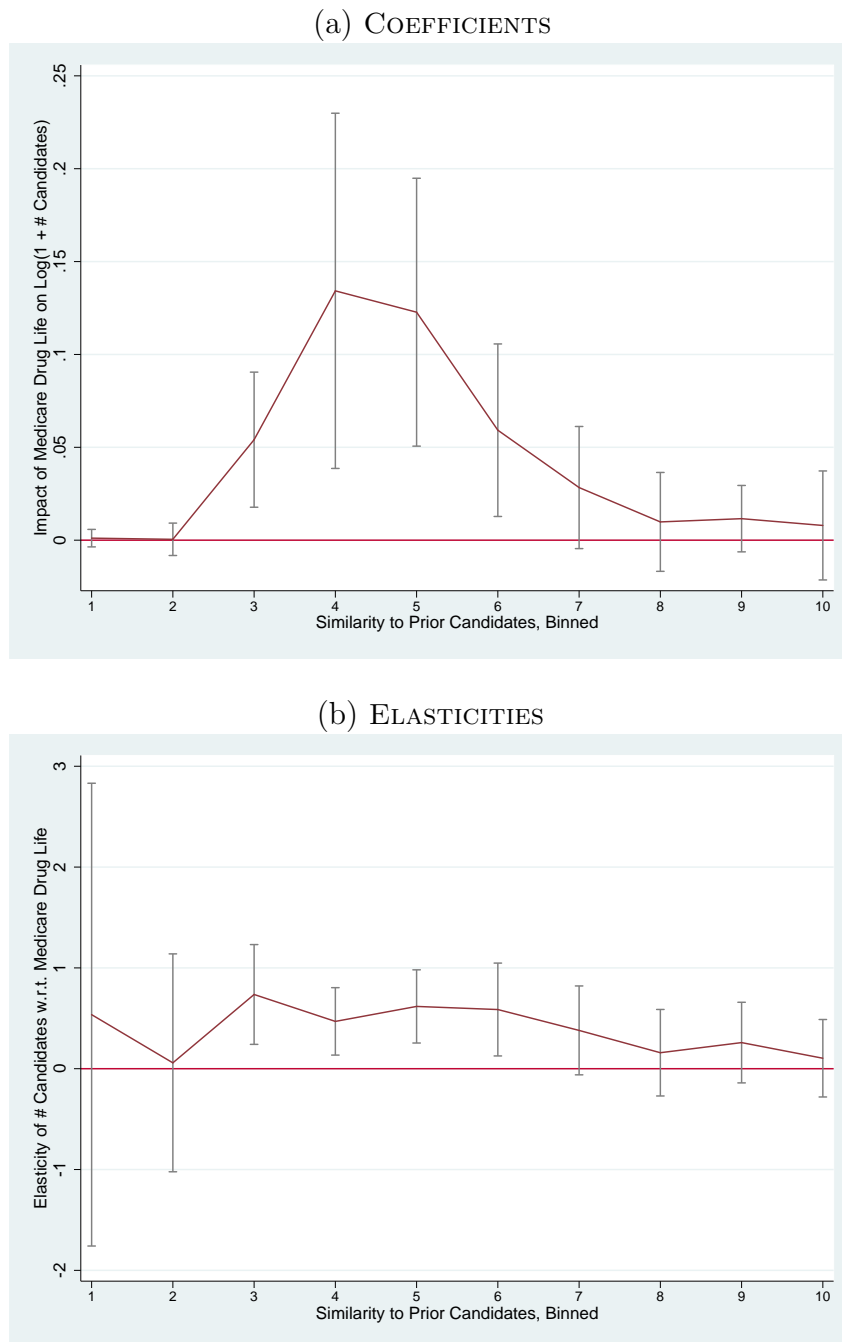 (a) Coefficients
Impact of Medicare Drug Life on Log(1 + # Candidates)
.25
.2
.15
.1
.05
0
1 2 3 4 5 6 7 8 9 10
Similarity to Prior Candidates, Binned
(b) Elasticities
Elasticity of # Candidates w.r.t. Medicare Drug Life
3
2
1
0
-1
-2
1 2 3 4 5 6 7 8 9 10
Similarity to Prior Candidates, Binned